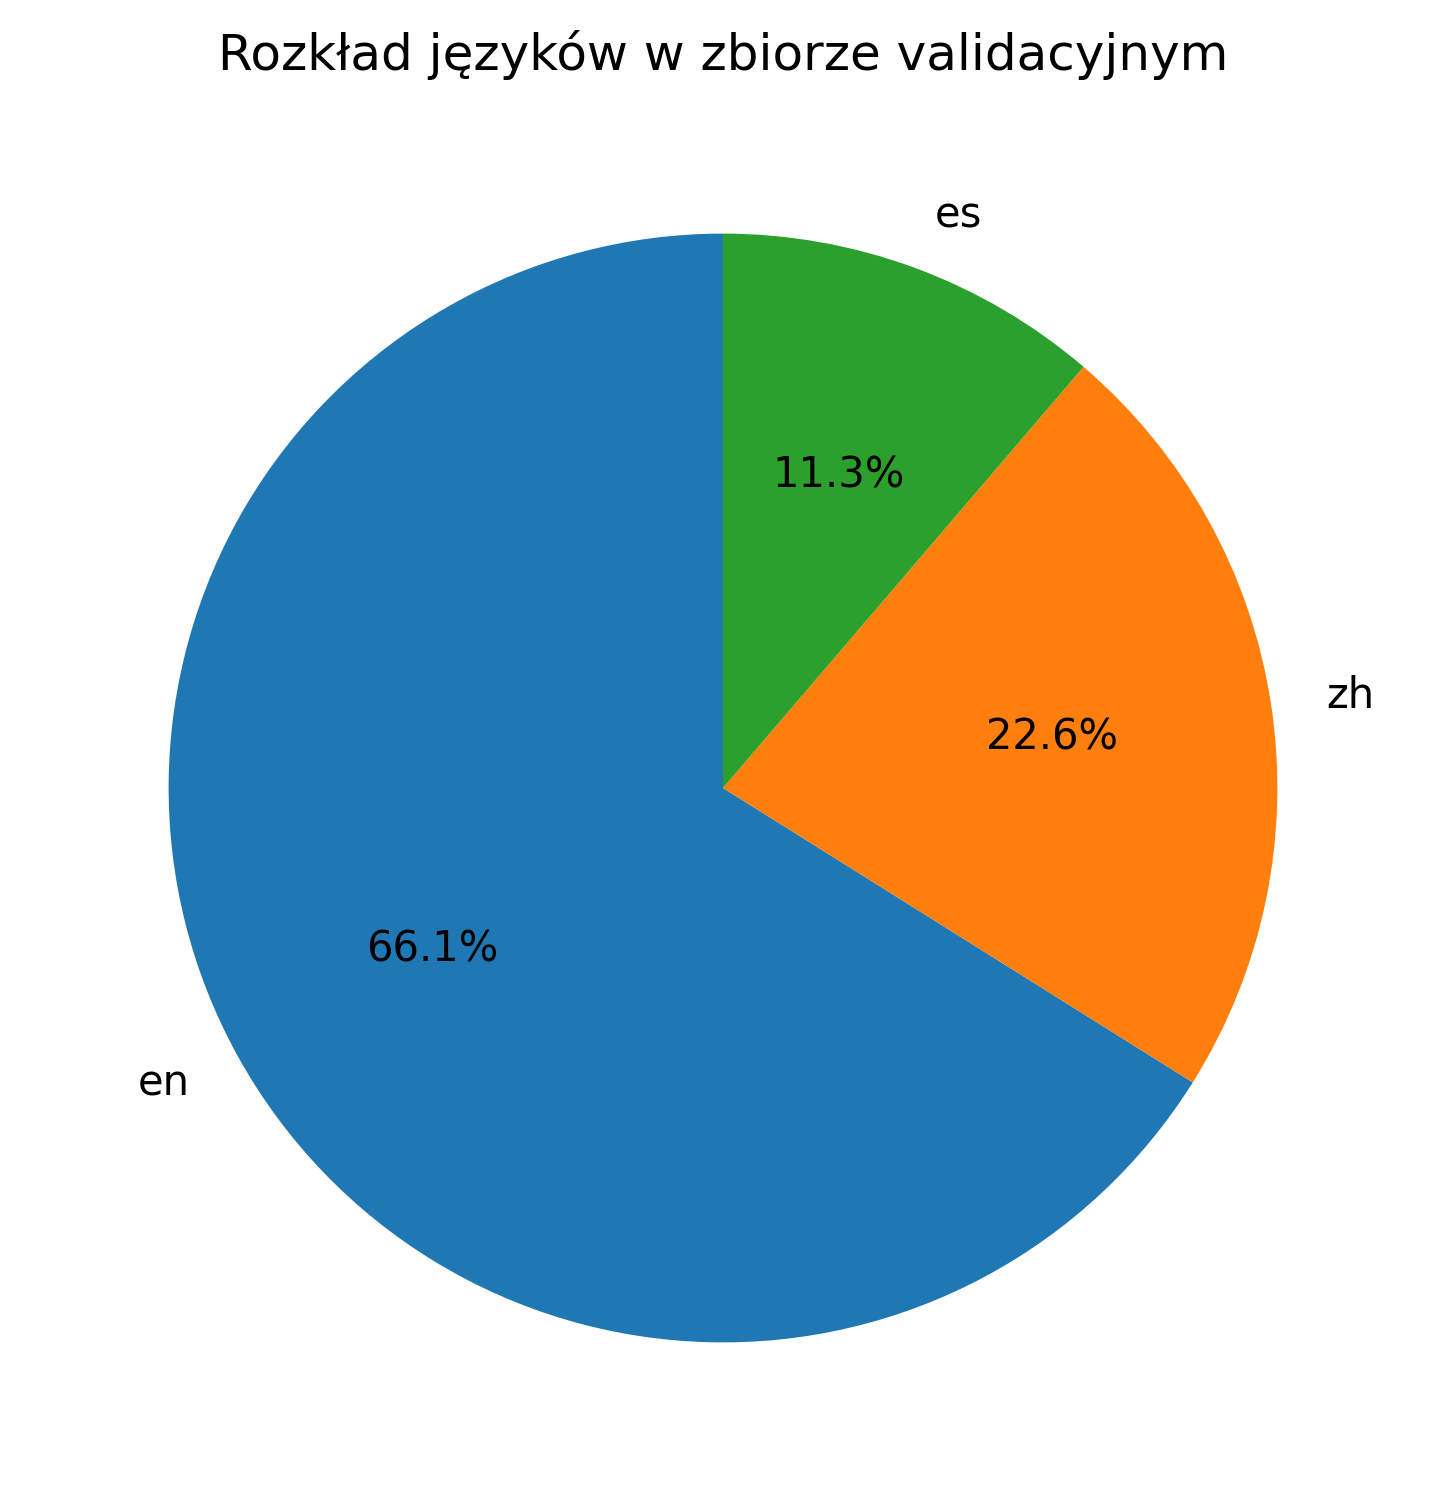 Rozkład języków w zbiorze validacyjnym
es
11.3%
zh
22.6%
66.1%
en